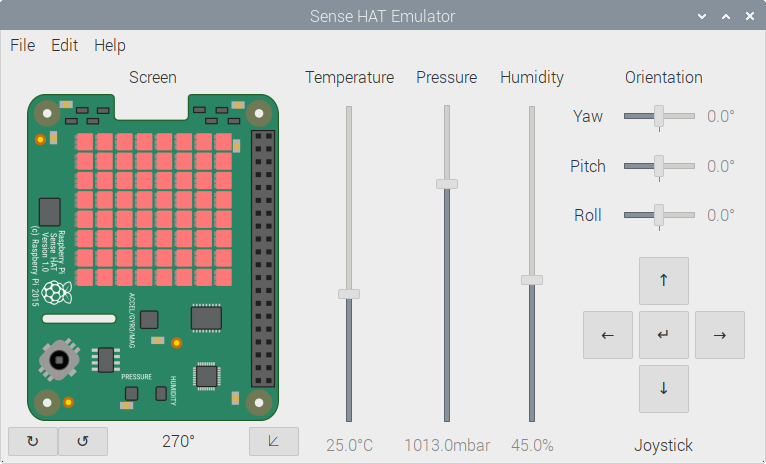 Sense HAT Emulator
File Edit Help
Screen
Temperature
Pressure
Humidity
Orientation
Yaw
0.0°
Pitch
0.0°
Roll
0.0°
Raspberry Pi
Sense HAT
Version 1.0
(c) Raspberry Pi 2015
ACCEL/GYRO/MAG
PRESSURE
HUMIDITY
↑
← ↵ →
↓
↻ ↺ 270°
25.0°C
1013.0mbar
45.0%
Joystick